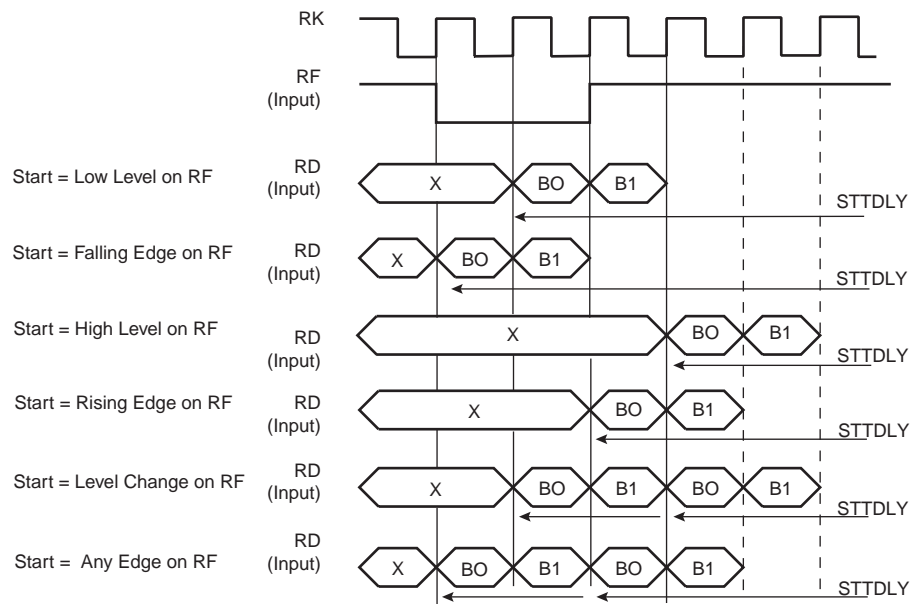 RK
RF
(Input)
Start = Low Level on RF
RD
(Input)
X
BO
B1
STTDLY
Start = Falling Edge on RF
RD
(Input)
X
BO
B1
STTDLY
Start = High Level on RF
RD
(Input)
X
BO
B1
STTDLY
Start = Rising Edge on RF
RD
(Input)
X
BO
B1
STTDLY
Start = Level Change on RF
RD
(Input)
X
BO
B1
BO
B1
STTDLY
Start = Any Edge on RF
RD
(Input)
X
BO
B1
BO
B1
STTDLY